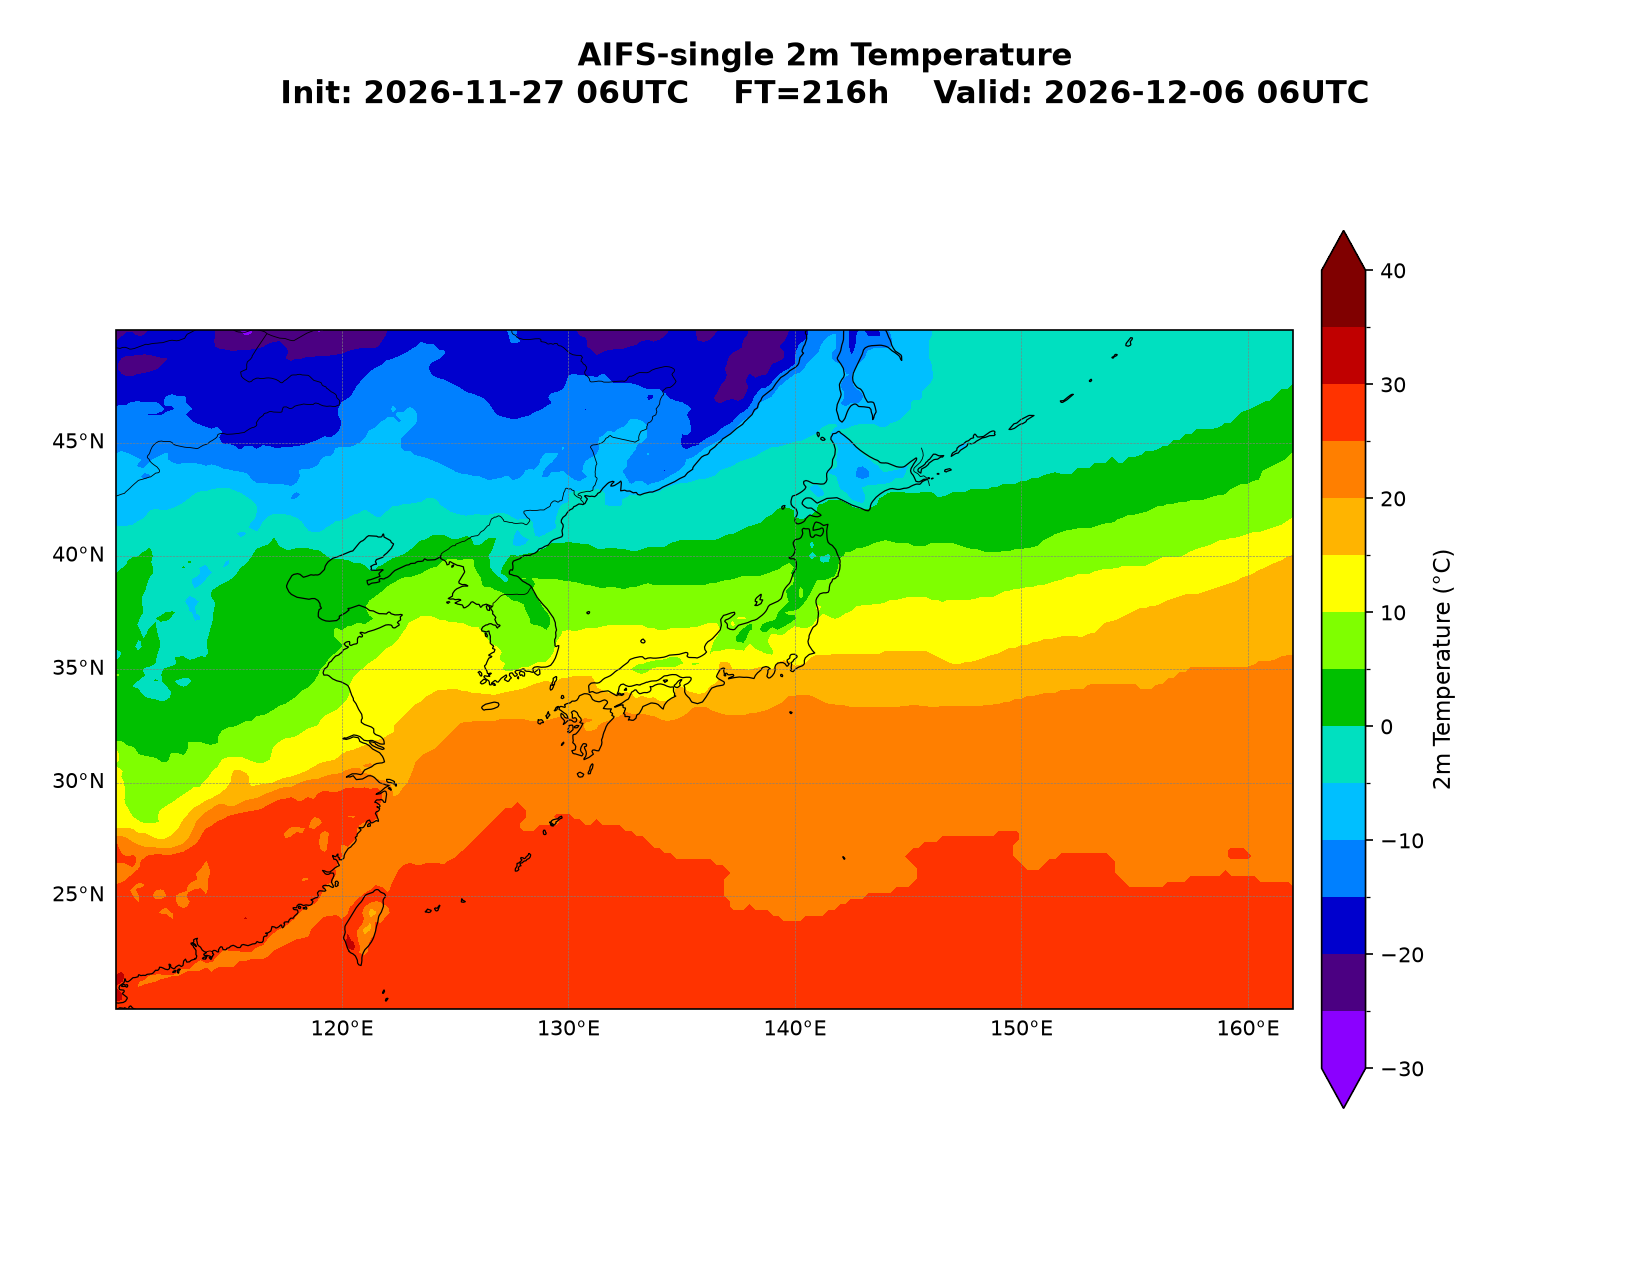 AIFS-single 2m Temperature
Init: 2026-11-27 06UTC    FT=216h    Valid: 2026-12-06 06UTC
45°N
40°N
35°N
30°N
25°N
120°E
130°E
140°E
150°E
160°E
40
30
20
10
0
−10
−20
−30
2m Temperature (°C)